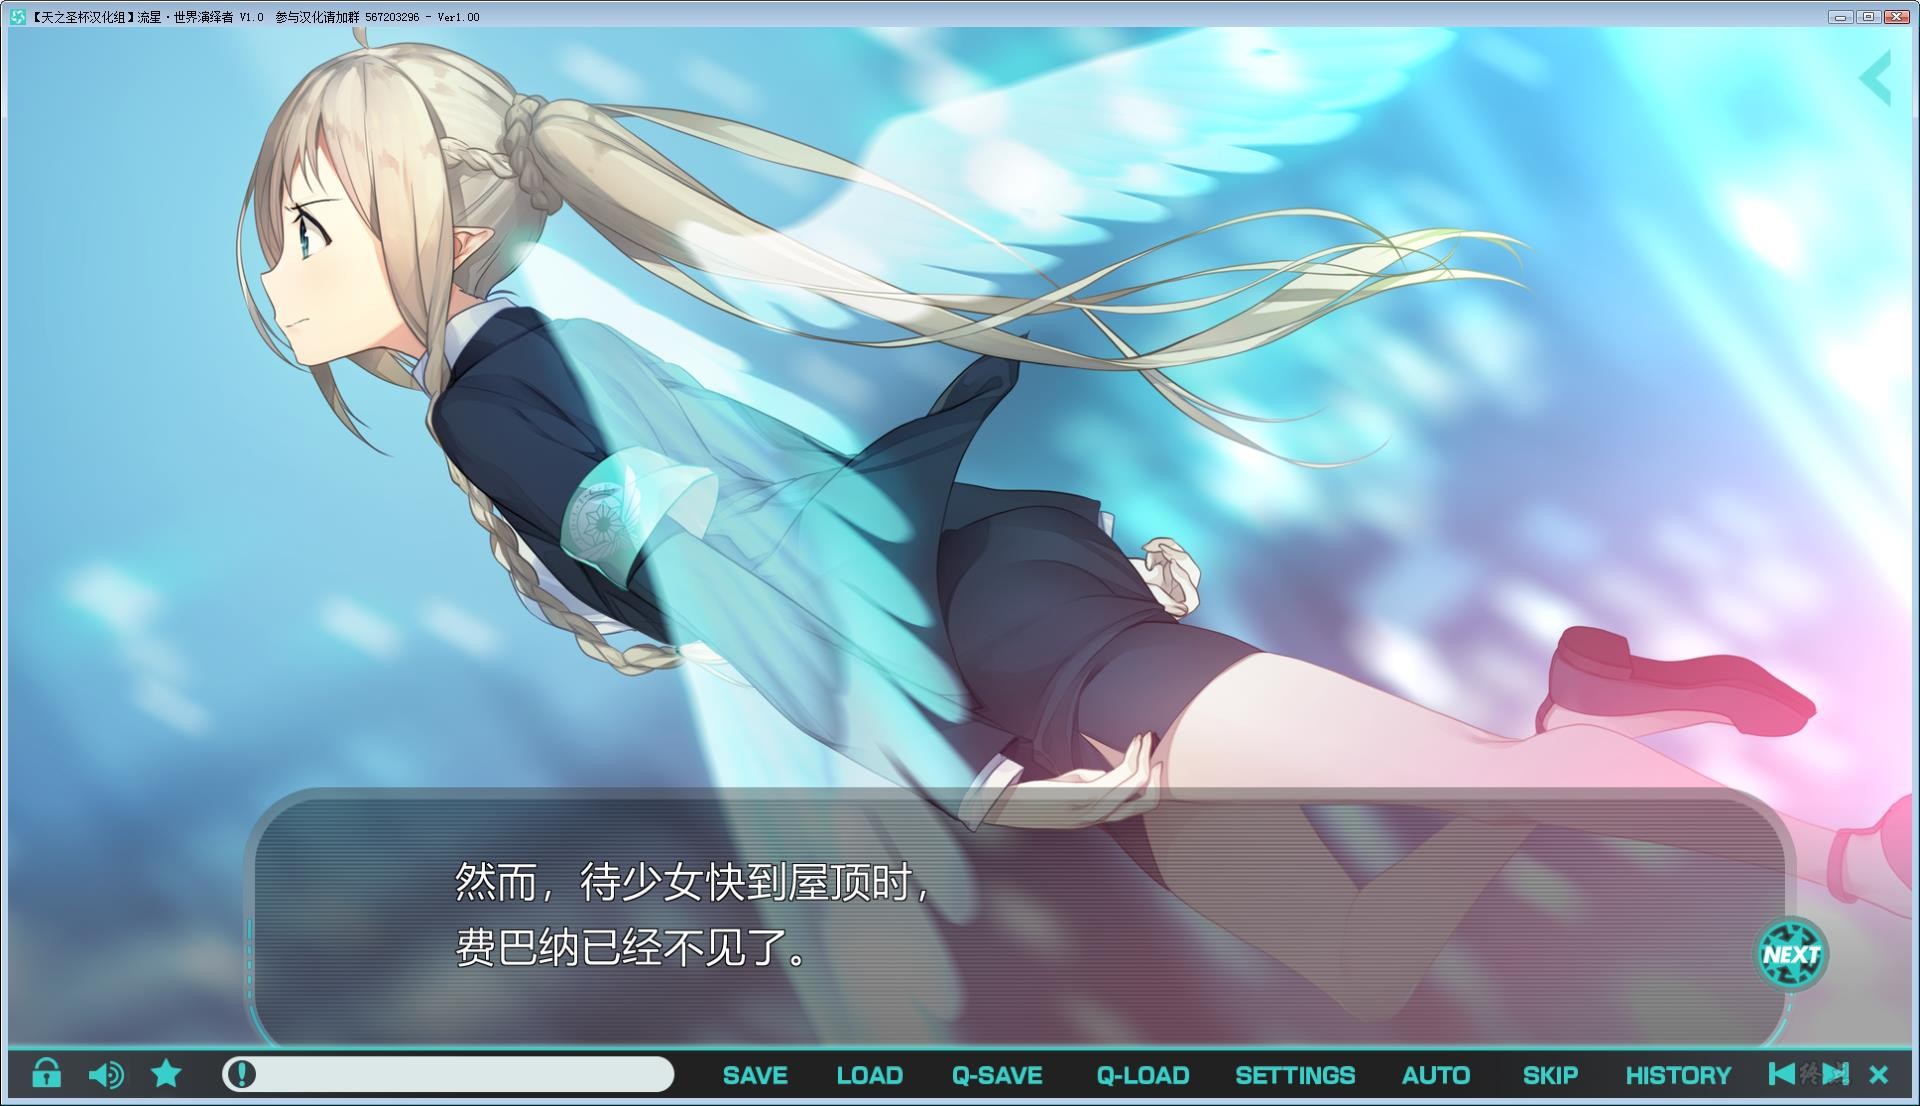 【天之圣杯汉化组】流星·世界演绎者 V1.0 参与汉化请加群 567203296 - Ver1.00
然而，待少女快到屋顶时，
费巴纳已经不见了。
NEXT
SAVE LOAD Q-SAVE Q-LOAD SETTINGS AUTO SKIP HISTORY